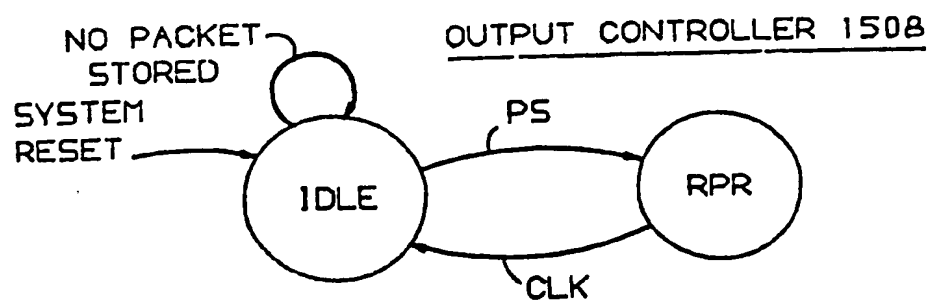 NO PACKET
STORED
OUTPUT CONTROLLER 1508
SYSTEM
RESET
PS
IDLE
RPR
CLK